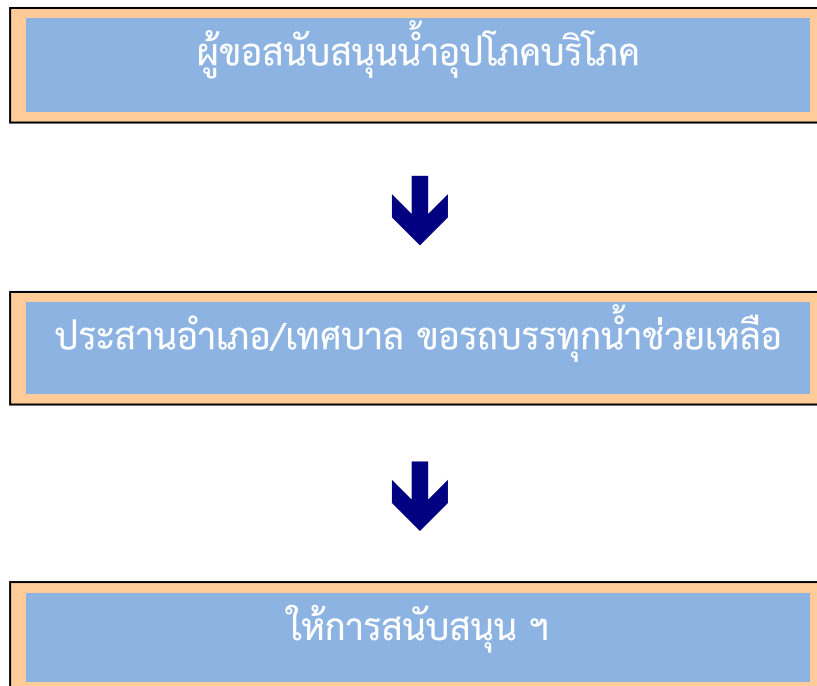 ผู้ขอสนับสนุนน้ำอุปโภคบริโภค
ประสานอำเภอ/เทศบาล ขอรถบรรทุกน้ำช่วยเหลือ
ให้การสนับสนุน ฯ